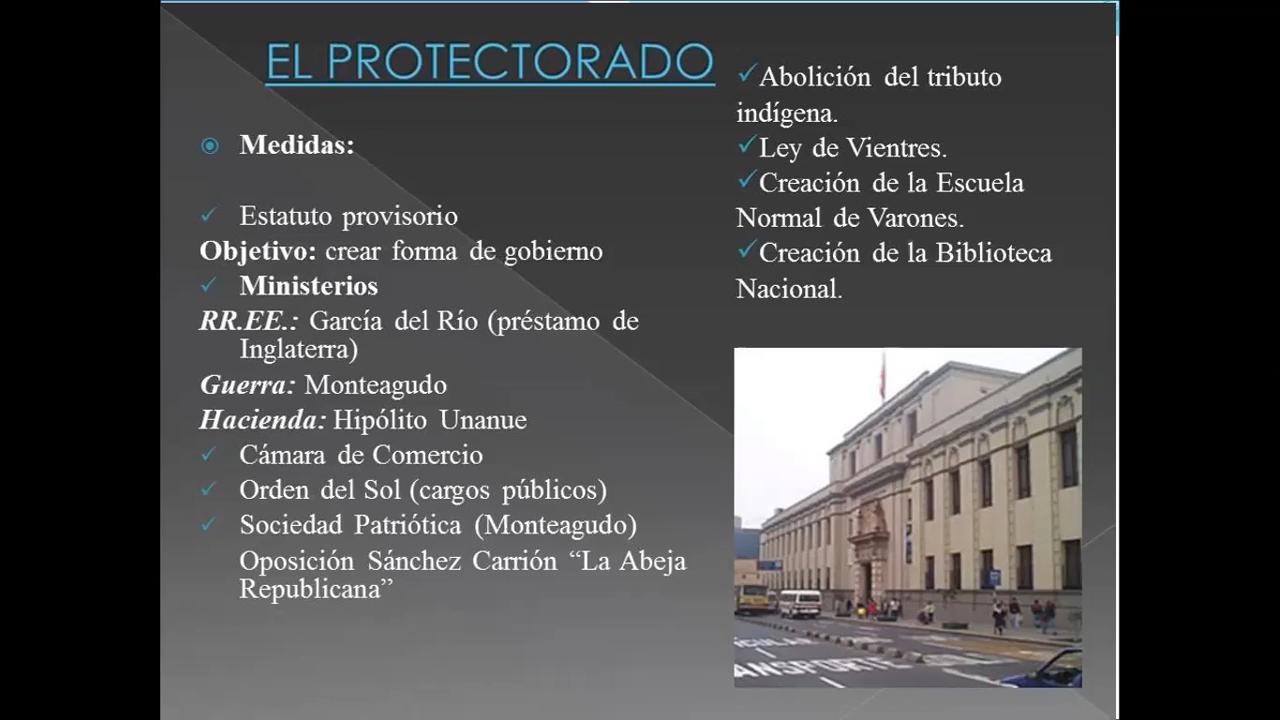 EL PROTECTORADO
Medidas:
Estatuto provisorio
Objetivo: crear forma de gobierno
Ministerios
RR.EE.: García del Río (préstamo de
Inglaterra)
Guerra: Monteagudo
Hacienda: Hipólito Unanue
Cámara de Comercio
Orden del Sol (cargos públicos)
Sociedad Patriótica (Monteagudo)
Oposición Sánchez Carrión “La Abeja
Republicana”
Abolición del tributo
indígena.
Ley de Vientres.
Creación de la Escuela
Normal de Varones.
Creación de la Biblioteca
Nacional.